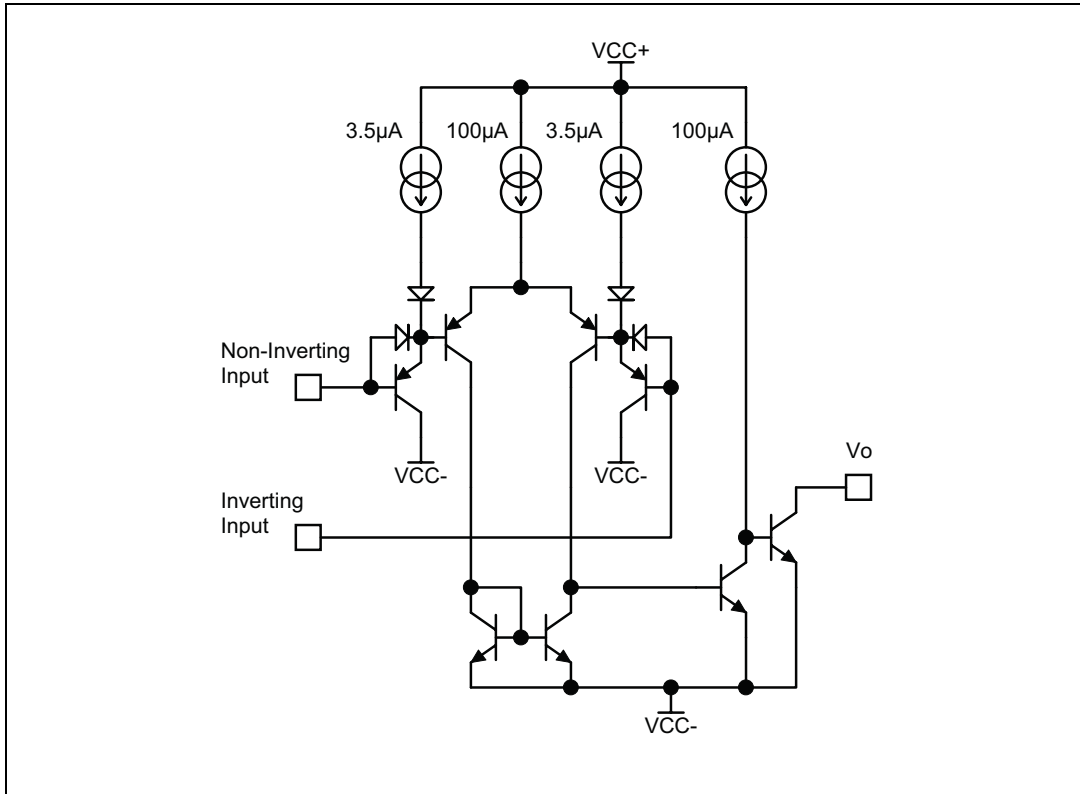 VCC+
3.5µA
100µA
3.5µA
100µA
Non-Inverting
Input
VCC-
VCC-
Vo
Inverting
Input
VCC-